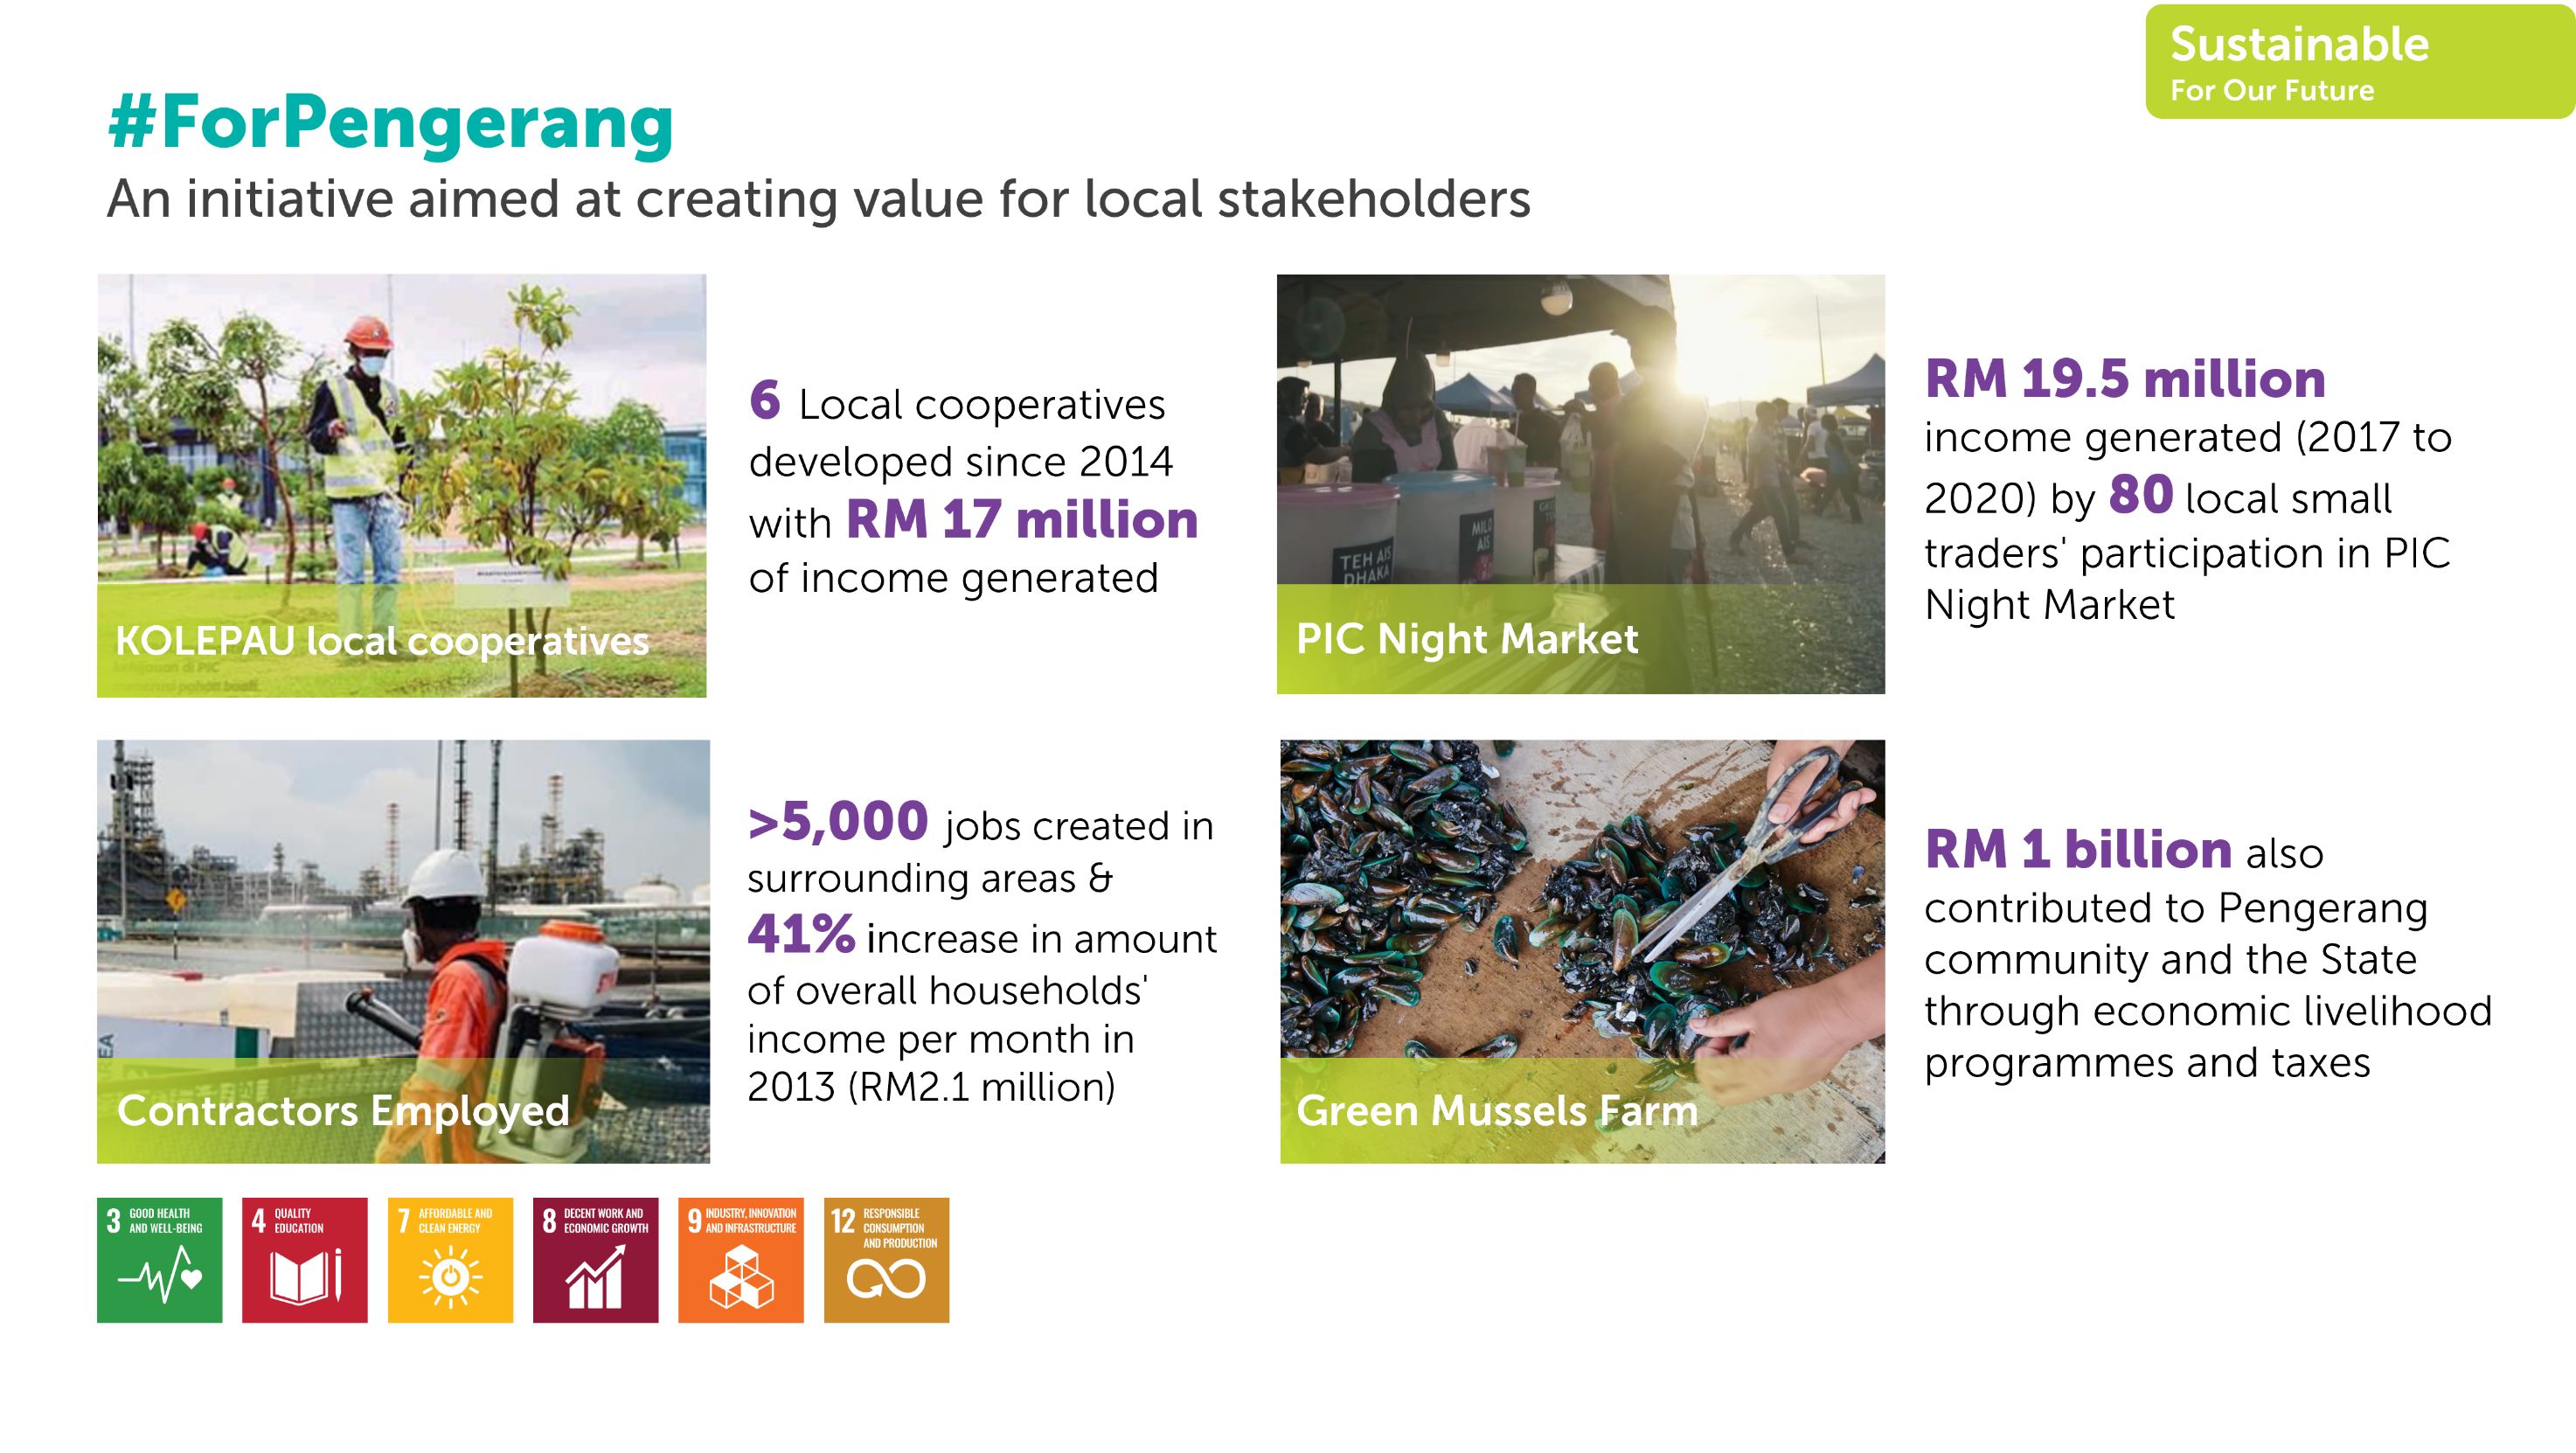 Sustainable
For Our Future
#ForPengerang
An initiative aimed at creating value for local stakeholders
KOLEPAU local cooperatives
6 Local cooperatives
developed since 2014
with RM 17 million
of income generated
TEH AIS
MILO
AIS
PIC Night Market
RM 19.5 million
income generated (2017 to
2020) by 80 local small
traders' participation in PIC
Night Market
Contractors Employed
>5,000 jobs created in
surrounding areas &
41% increase in amount
of overall households'
income per month in
2013 (RM2.1 million)
Green Mussels Farm
RM 1 billion also
contributed to Pengerang
community and the State
through economic livelihood
programmes and taxes
3 GOOD HEALTH
AND WELL-BEING
4 QUALITY
EDUCATION
7 AFFORDABLE AND
CLEAN ENERGY
8 DECENT WORK AND
ECONOMIC GROWTH
9 INDUSTRY, INNOVATION
AND INFRASTRUCTURE
12 RESPONSIBLE
CONSUMPTION
AND PRODUCTION